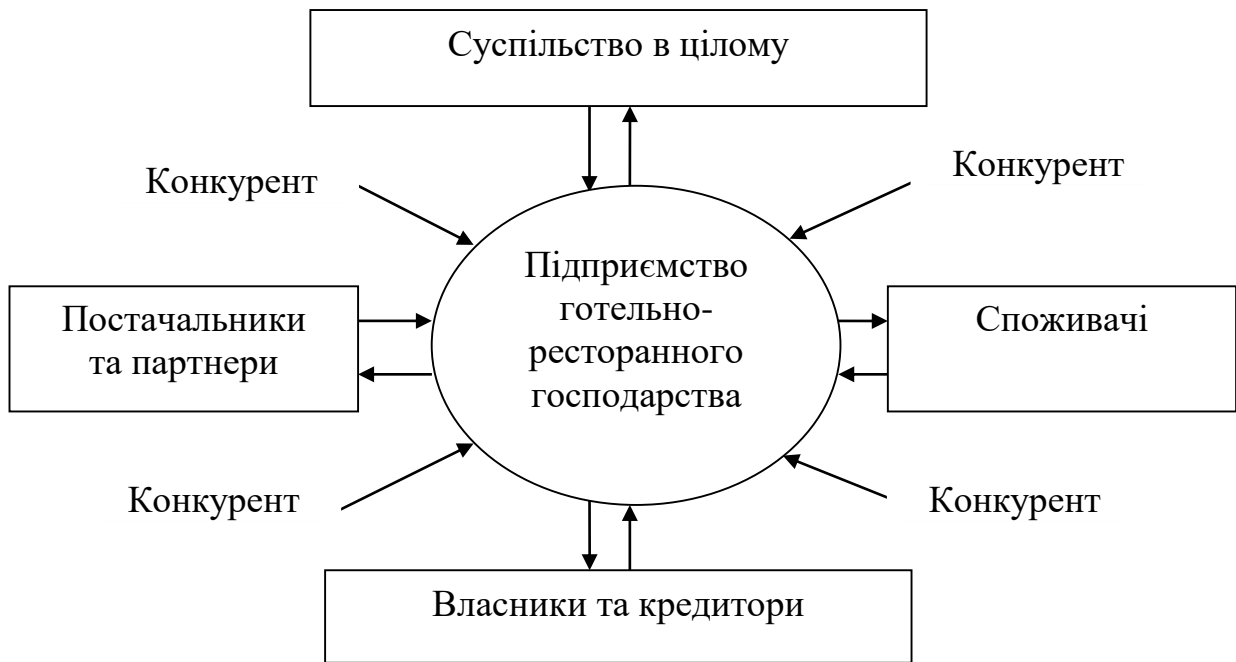 Суспільство в цілому
Конкурент
Конкурент
Підприємство
готельно-
ресторанного
господарства
Постачальники
та партнери
Споживачі
Конкурент
Конкурент
Власники та кредитори